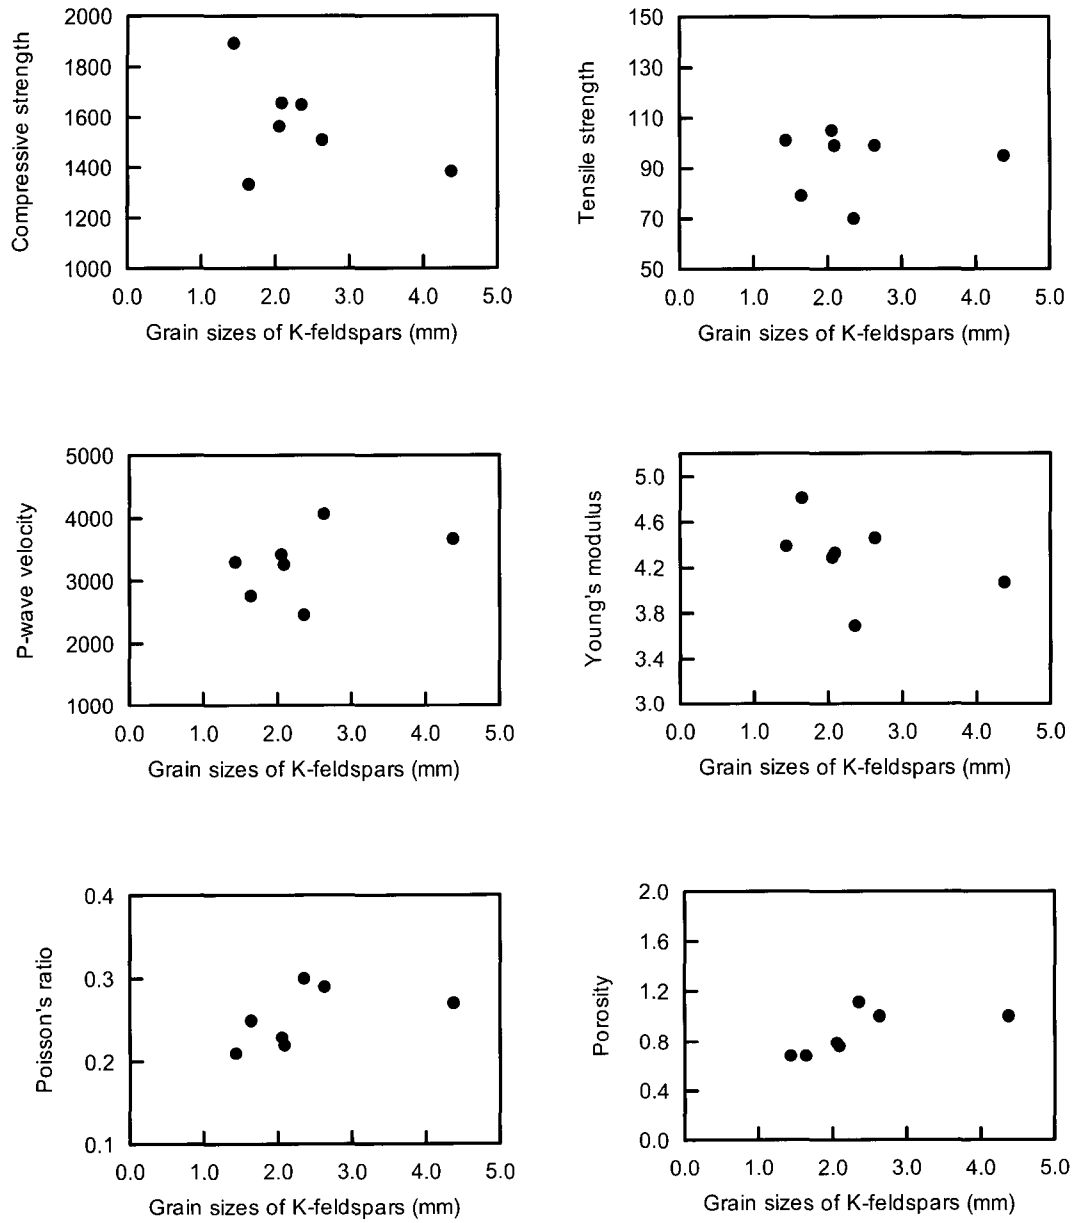 Compressive strength
2000
1800
1600
1400
1200
1000
0.0 1.0 2.0 3.0 4.0 5.0
Grain sizes of K-feldspars (mm)
Tensile strength
150
130
110
90
70
50
0.0 1.0 2.0 3.0 4.0 5.0
Grain sizes of K-feldspars (mm)
P-wave velocity
5000
4000
3000
2000
1000
0.0 1.0 2.0 3.0 4.0 5.0
Grain sizes of K-feldspars (mm)
Young's modulus
5.0
4.6
4.2
3.8
3.4
3.0
0.0 1.0 2.0 3.0 4.0 5.0
Grain sizes of K-feldspars (mm)
Poisson's ratio
0.4
0.3
0.2
0.1
0.0 1.0 2.0 3.0 4.0 5.0
Grain sizes of K-feldspars (mm)
Porosity
2.0
1.6
1.2
0.8
0.4
0.0
0.0 1.0 2.0 3.0 4.0 5.0
Grain sizes of K-feldspars (mm)